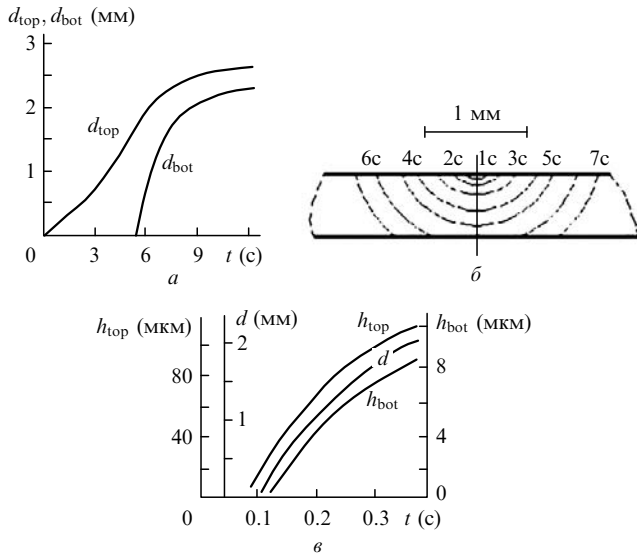 d_top, d_bot (мм)
3
2
1
0
3
6
9
t (с)
d_top
d_bot
а
1 мм
6с 4с 2с 1с 3с 5с 7с
б
h_top (мкм)
d (мм)
h_bot (мкм)
80
40
0
2
1
h_top
d
h_bot
8
4
0
0.1
0.2
0.3
t (с)
в